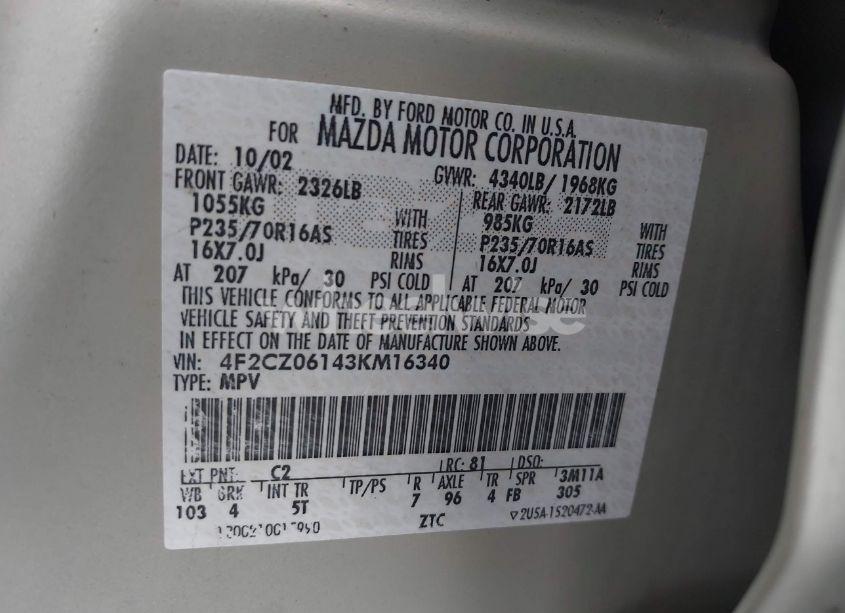 MFD. BY FORD MOTOR CO. IN U.S.A.
FOR MAZDA MOTOR CORPORATION
DATE: 10/02 GVWR: 4340LB/ 1968KG
FRONT GAWR: 2326LB REAR GAWR: 2172LB
1055KG WITH 985KG WITH
P235/70R16AS TIRES P235/70R16AS TIRES
16X7.0J RIMS 16X7.0J RIMS
AT 207 kPa/ 30 PSI COLD AT 207 kPa/ 30 PSI COLD
THIS VEHICLE CONFORMS TO ALL APPLICABLE FEDERAL MOTOR
VEHICLE SAFETY AND THEFT PREVENTION STANDARDS
IN EFFECT ON THE DATE OF MANUFACTURE SHOWN ABOVE.
VIN: 4F2CZ06143KM16340
TYPE: MPV
EXT PNT: C2 RC: 81 DSO:
WB BRK INT TR TP/PS R AXLE TR SPR 3M11A
103 4 5T 7 96 4 FB 305
ZTC 2U5A-1520472-AA